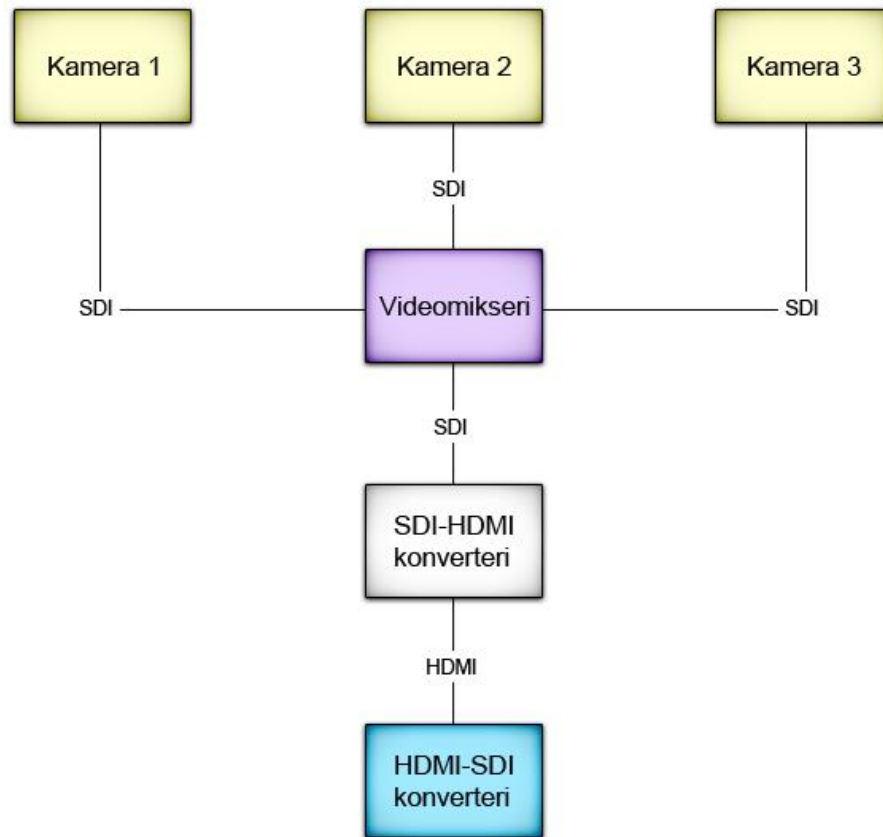 Kamera 1
Kamera 2
Kamera 3
SDI
Videomikseri
SDI
SDI
SDI
SDI-HDMI
konverteri
HDMI
HDMI-SDI
konverteri